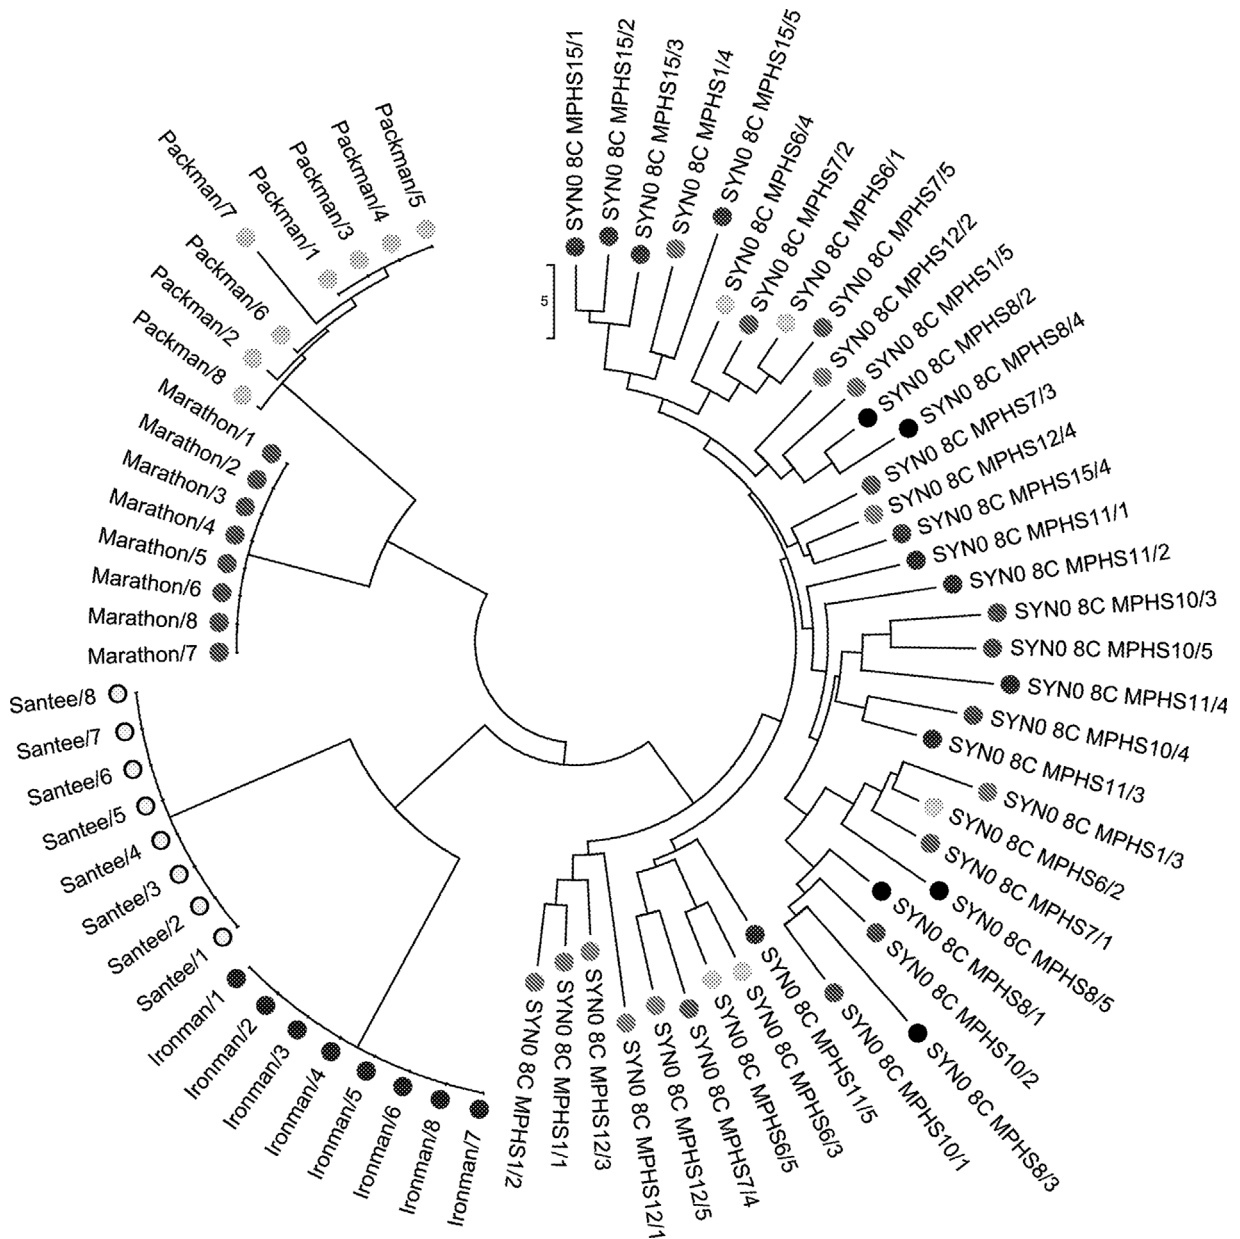 SYN0 8C MPHS15/1
SYN0 8C MPHS15/2
SYN0 8C MPHS15/3
SYN0 8C MPHS1/4
SYN0 8C MPHS15/5
SYN0 8C MPHS6/4
SYN0 8C MPHS7/2
SYN0 8C MPHS6/1
SYN0 8C MPHS7/5
SYN0 8C MPHS12/2
SYN0 8C MPHS1/5
SYN0 8C MPHS8/2
SYN0 8C MPHS8/4
SYN0 8C MPHS7/3
SYN0 8C MPHS12/4
SYN0 8C MPHS15/4
SYN0 8C MPHS11/1
SYN0 8C MPHS11/2
SYN0 8C MPHS10/3
SYN0 8C MPHS10/5
SYN0 8C MPHS11/4
SYN0 8C MPHS10/4
SYN0 8C MPHS11/3
SYN0 8C MPHS1/3
SYN0 8C MPHS6/2
SYN0 8C MPHS7/1
SYN0 8C MPHS8/5
SYN0 8C MPHS8/1
SYN0 8C MPHS10/2
SYN0 8C MPHS8/3
SYN0 8C MPHS10/1
SYN0 8C MPHS11/5
SYN0 8C MPHS6/3
SYN0 8C MPHS6/5
SYN0 8C MPHS7/4
SYN0 8C MPHS12/5
SYN0 8C MPHS12/1
SYN0 8C MPHS12/3
SYN0 8C MPHS1/1
SYN0 8C MPHS1/2
Ironman/7
Ironman/8
Ironman/6
Ironman/5
Ironman/4
Ironman/3
Ironman/2
Ironman/1
Santee/1
Santee/2
Santee/3
Santee/4
Santee/5
Santee/6
Santee/7
Santee/8
Marathon/7
Marathon/8
Marathon/6
Marathon/5
Marathon/4
Marathon/3
Marathon/2
Marathon/1
Packman/8
Packman/2
Packman/6
Packman/7
Packman/1
Packman/3
Packman/4
Packman/5
5